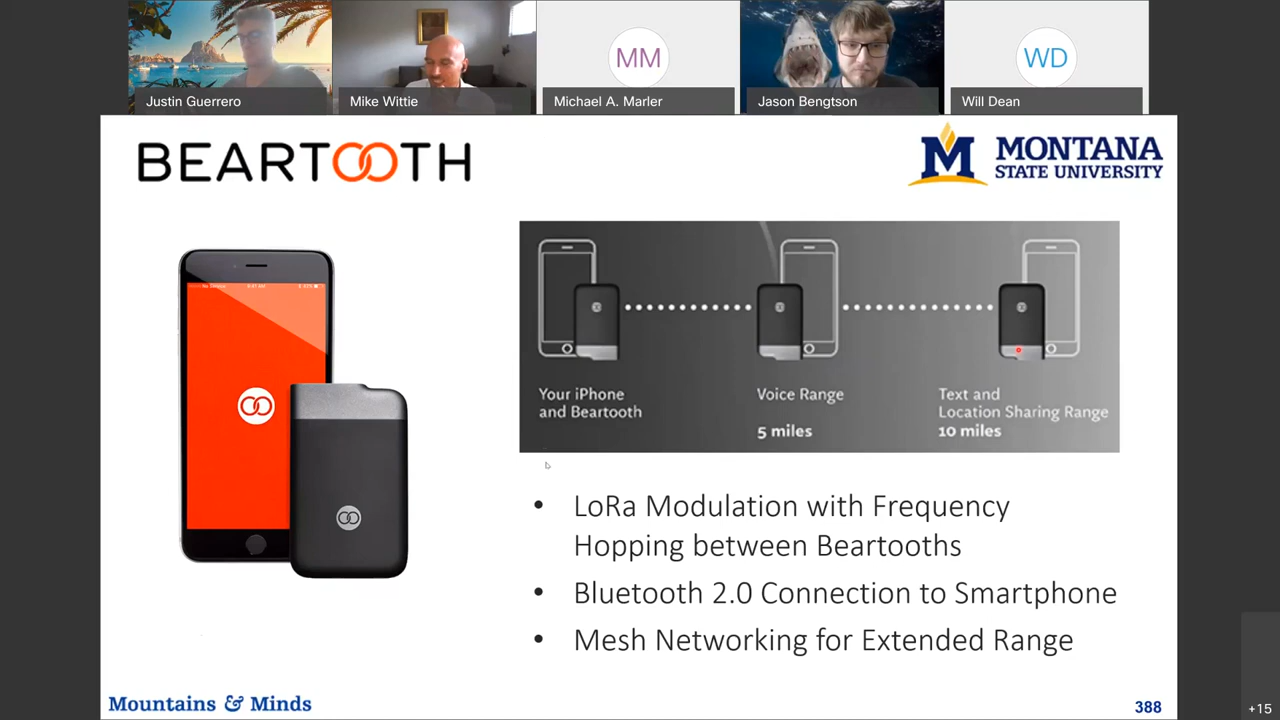 MM
WD
Justin Guerrero
Mike Wittie
Michael A. Marler
Jason Bengtson
Will Dean
BEARTOOTH
MONTANA
STATE UNIVERSITY
Your iPhone
and Beartooth
Voice Range
5 miles
Text and
Location Sharing Range
10 miles
• LoRa Modulation with Frequency
Hopping between Beartooths
• Bluetooth 2.0 Connection to Smartphone
• Mesh Networking for Extended Range
Mountains & Minds
388
+15